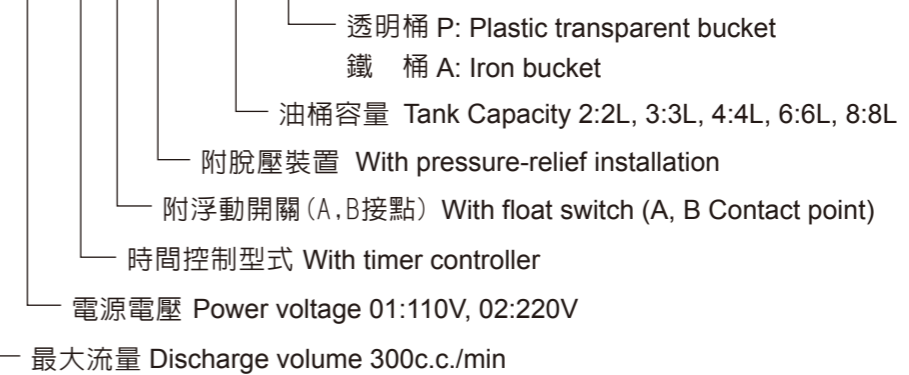 透明桶 P: Plastic transparent bucket
鐵　桶 A: Iron bucket
油桶容量 Tank Capacity 2:2L, 3:3L, 4:4L, 6:6L, 8:8L
附脫壓裝置 With pressure-relief installation
附浮動開關(A,B接點) With float switch (A, B Contact point)
時間控制型式 With timer controller
電源電壓 Power voltage 01:110V, 02:220V
最大流量 Discharge volume 300c.c./min